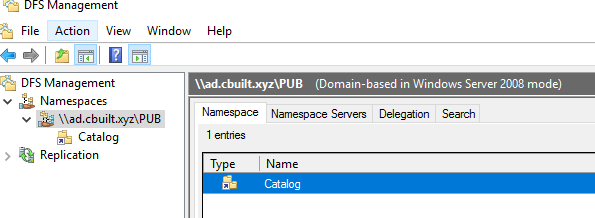 DFS Management
File Action View Window Help
DFS Management
Namespaces
\\ad.cbuilt.xyz\PUB
Catalog
Replication
\\ad.cbuilt.xyz\PUB (Domain-based in Windows Server 2008 mode)
Namespace Namespace Servers Delegation Search
1 entries
Type Name
Catalog